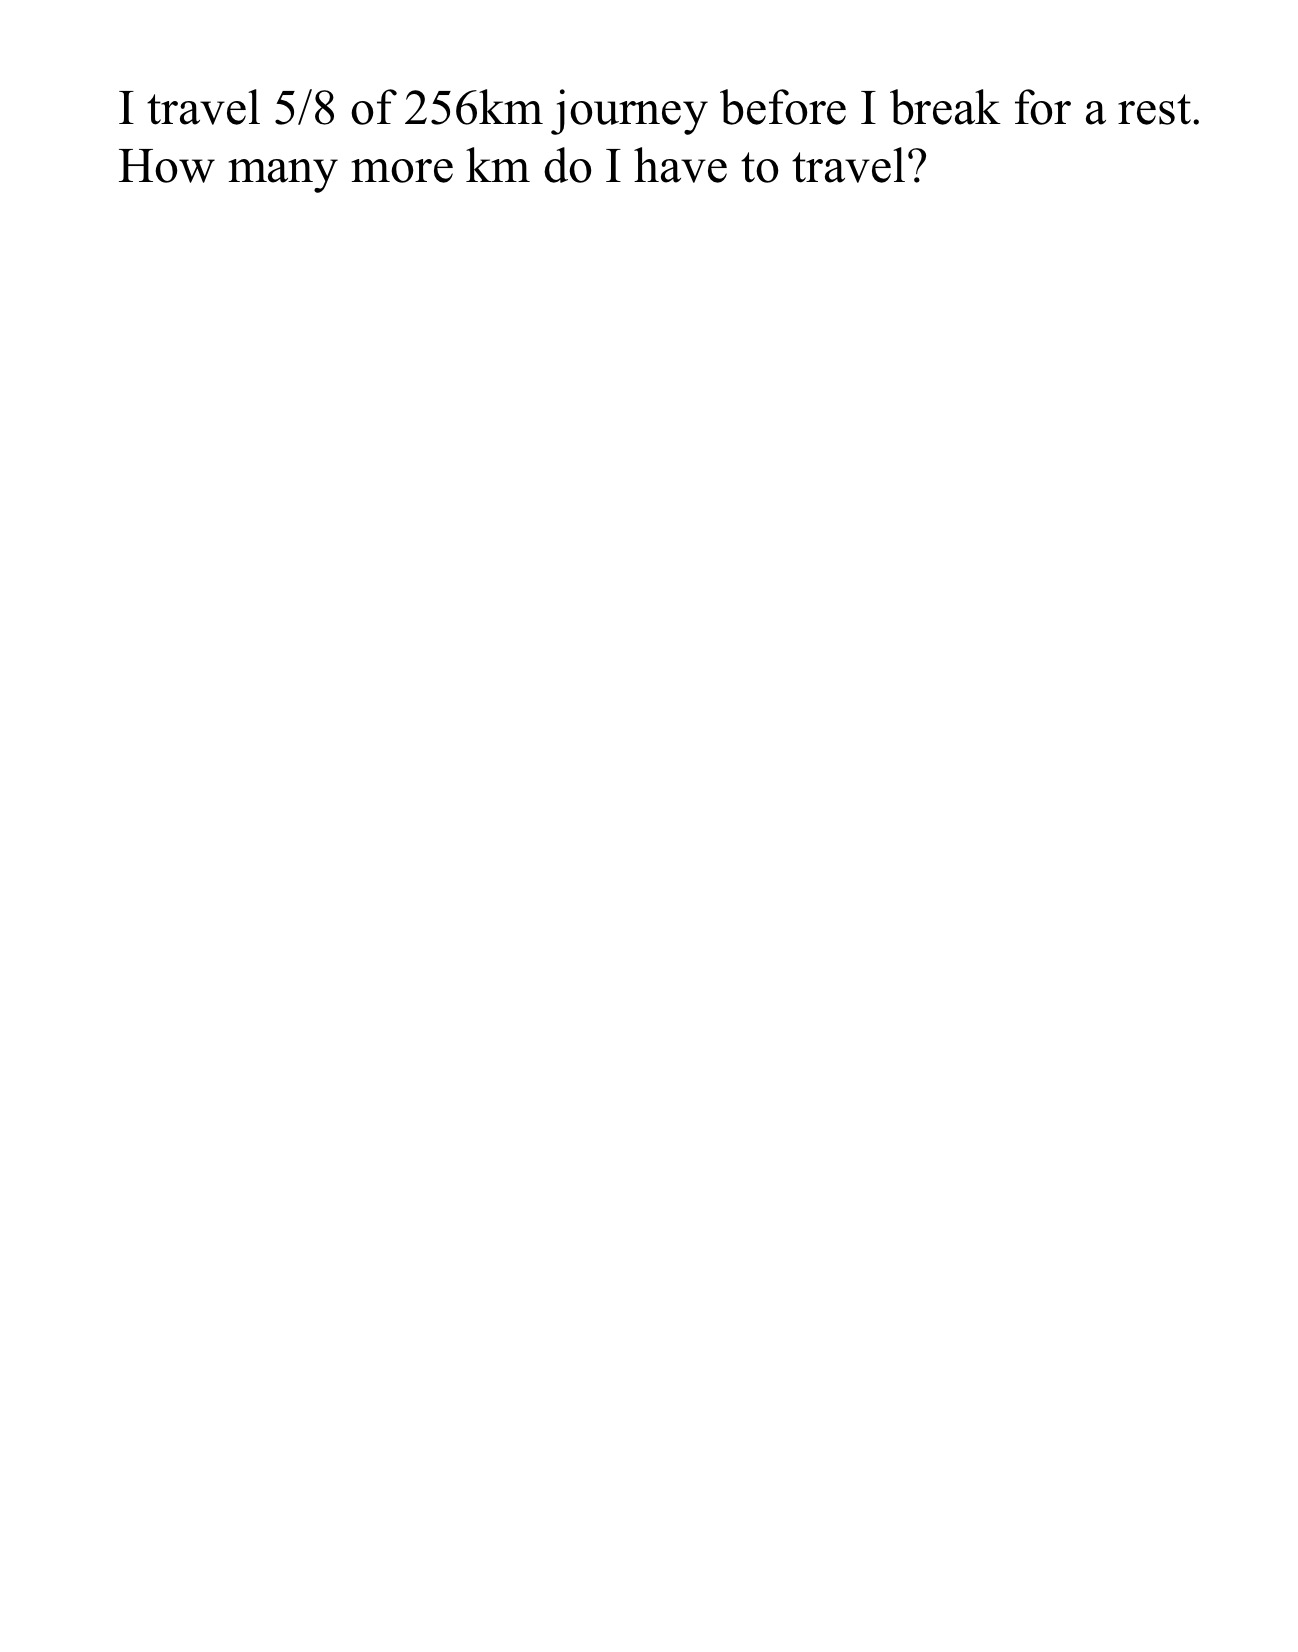 I travel 5/8 of 256km journey before I break for a rest.
How many more km do I have to travel?